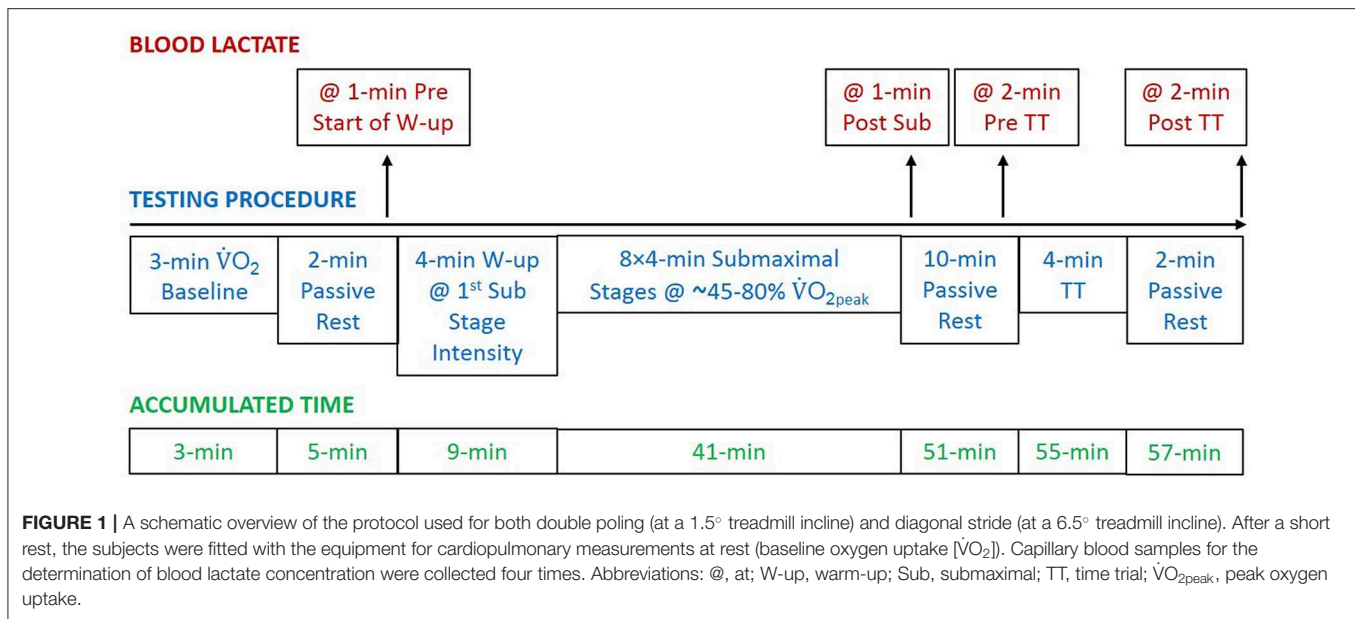 BLOOD LACTATE
@ 1-min Pre
Start of W-up
@ 1-min
Post Sub
@ 2-min
Pre TT
@ 2-min
Post TT
TESTING PROCEDURE
3-min V̇O₂
Baseline
2-min
Passive
Rest
4-min W-up
@ 1ˢᵗ Sub
Stage
Intensity
8×4-min Submaximal
Stages @ ~45-80% V̇O₂peak
10-min
Passive
Rest
4-min
TT
2-min
Passive
Rest
ACCUMULATED TIME
3-min
5-min
9-min
41-min
51-min
55-min
57-min
FIGURE 1 | A schematic overview of the protocol used for both double poling (at a 1.5° treadmill incline) and diagonal stride (at a 6.5° treadmill incline). After a short
rest, the subjects were fitted with the equipment for cardiopulmonary measurements at rest (baseline oxygen uptake [V̇O₂]). Capillary blood samples for the
determination of blood lactate concentration were collected four times. Abbreviations: @, at; W-up, warm-up; Sub, submaximal; TT, time trial; V̇O₂peak, peak oxygen
uptake.